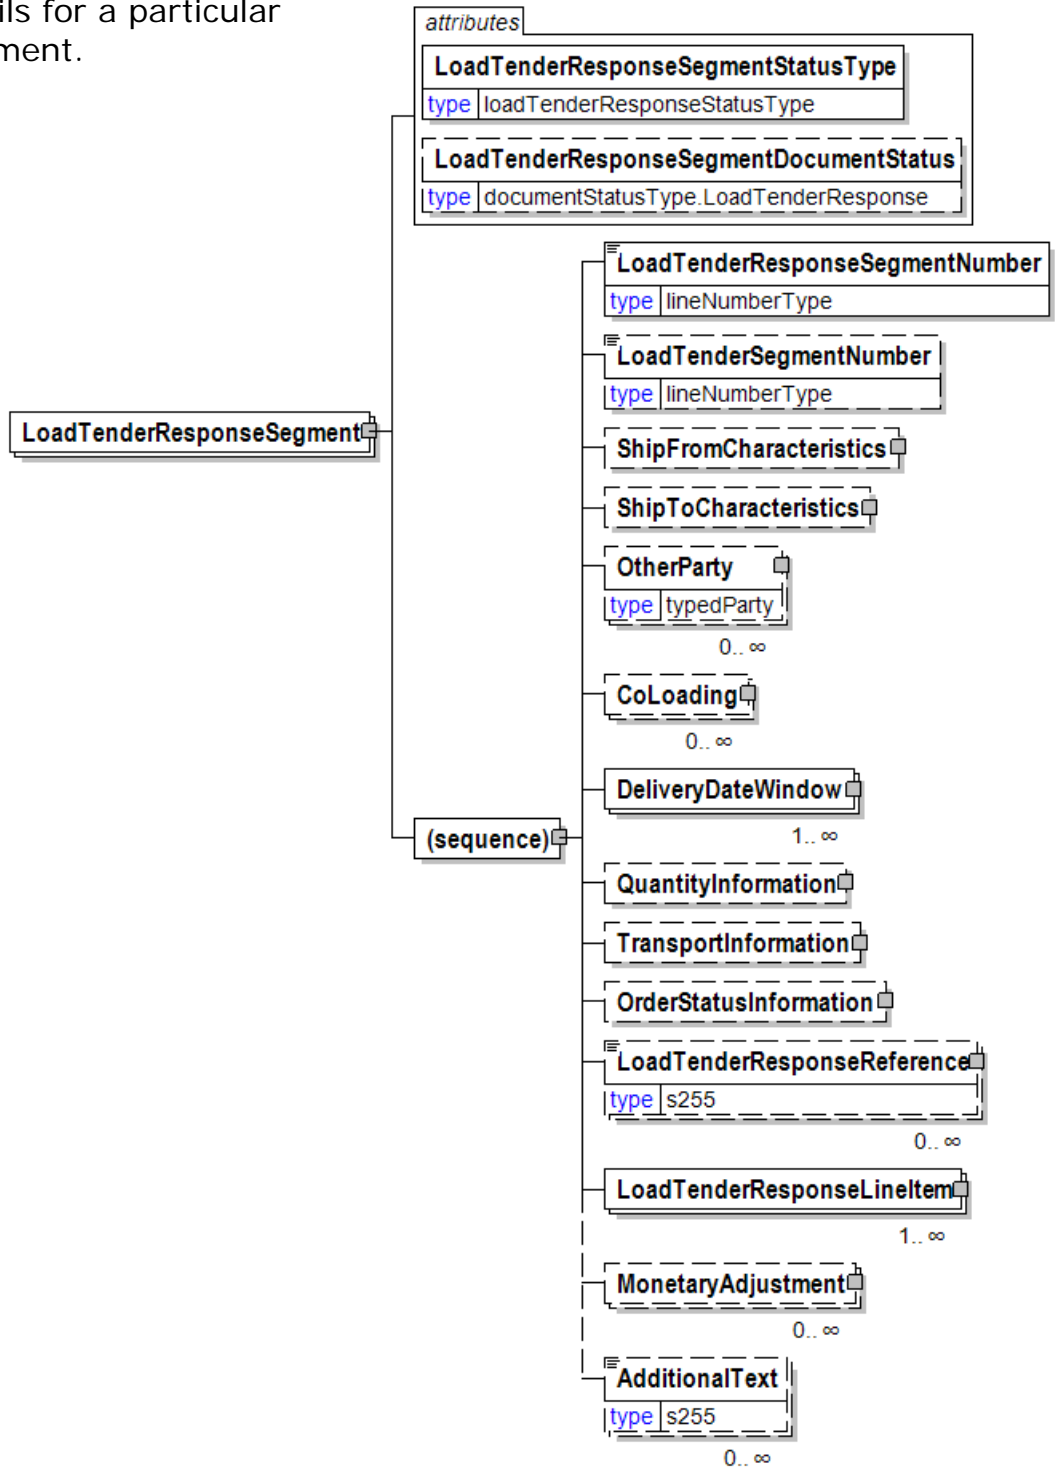 ils for a particular
ment.
attributes
LoadTenderResponseSegmentStatusType
type loadTenderResponseStatusType
LoadTenderResponseSegmentDocumentStatus
type documentStatusType.LoadTenderResponse
LoadTenderResponseSegmentNumber
type lineNumberType
LoadTenderSegmentNumber
type lineNumberType
LoadTenderResponseSegment
ShipFromCharacteristics
ShipToCharacteristics
OtherParty
type typedParty
0.. ∞
CoLoading
0.. ∞
DeliveryDateWindow
1.. ∞
(sequence)
QuantityInformation
TransportInformation
OrderStatusInformation
LoadTenderResponseReference
type s255
0.. ∞
LoadTenderResponseLineItem
1.. ∞
MonetaryAdjustment
0.. ∞
AdditionalText
type s255
0.. ∞